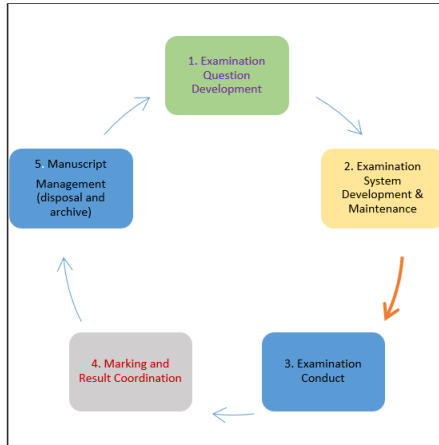 1. Examination
Question
Development
2. Examination
System
Development &
Maintenance
3. Examination
Conduct
4. Marking and
Result Coordination
5. Manuscript
Management
(disposal and
archive)